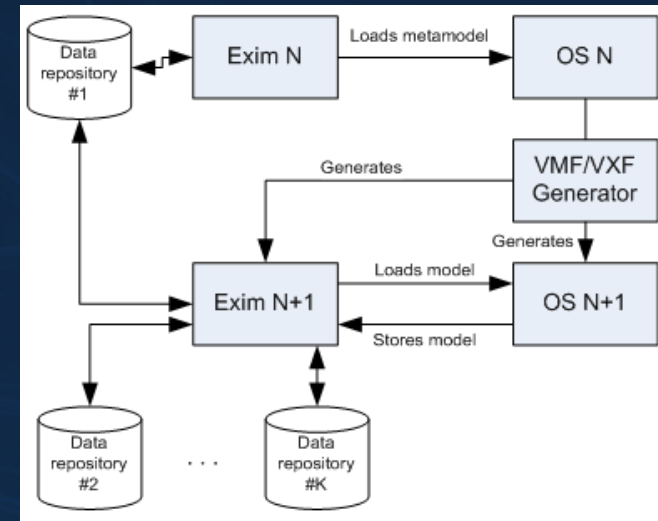 Data
repository
#1
Exim N
Loads metamodel
OS N
Generates
VMF/VXF
Generator
Generates
Exim N+1
Loads model
Stores model
OS N+1
Data
repository
#2
. . .
Data
repository
#K